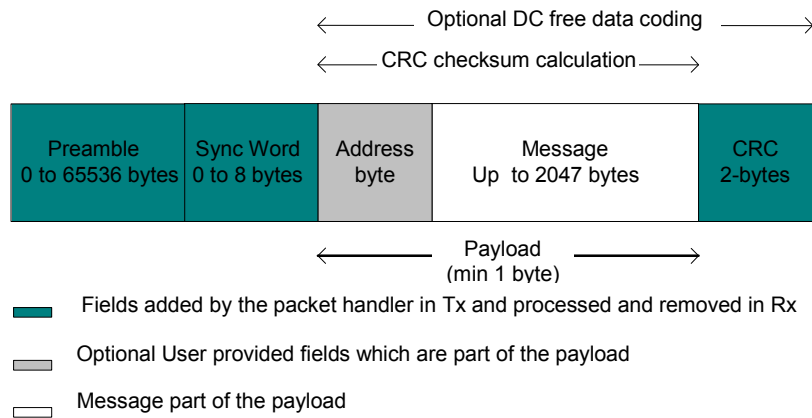 Optional DC free data coding
CRC checksum calculation
Preamble
0 to 65536 bytes
Sync Word
0 to 8 bytes
Address
byte
Message
Up to 2047 bytes
CRC
2-bytes
Payload
(min 1 byte)
Fields added by the packet handler in Tx and processed and removed in Rx
Optional User provided fields which are part of the payload
Message part of the payload